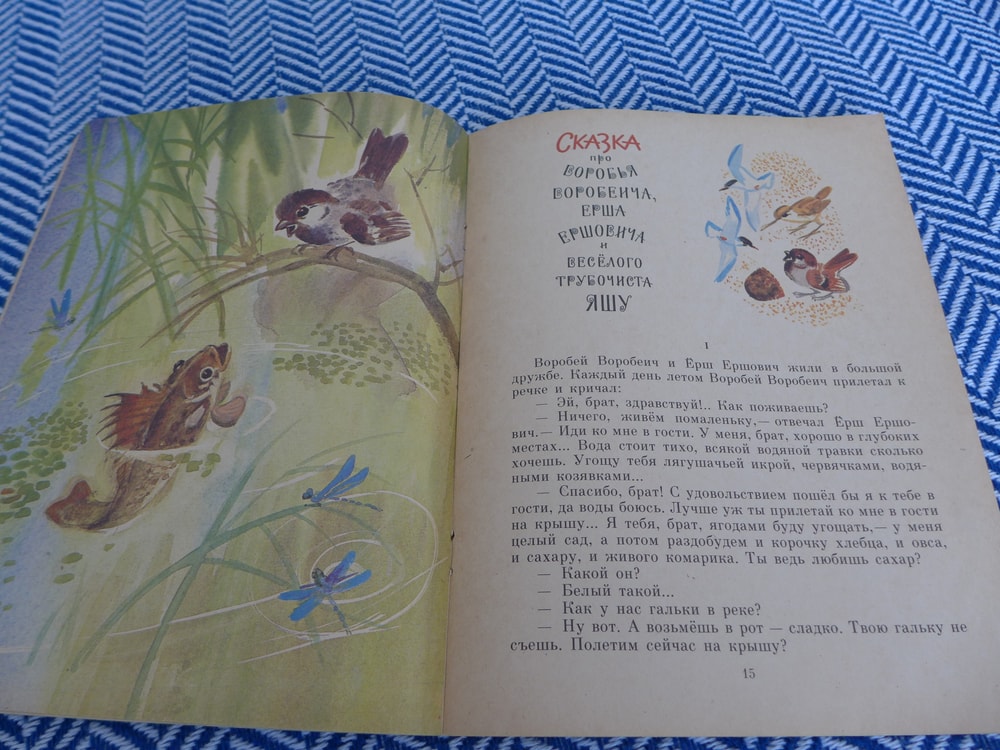 СКАЗКА
про
ВОРОБЬЯ
ВОРОБЕИЧА,
ЕРША
ЕРШОВИЧА
и
ВЕСЁЛОГО
ТРУБОЧИСТА
ЯШУ
I
Воробей Воробеич и Ёрш Ершович жили в большой
дружбе. Каждый день летом Воробей Воробеич прилетал к
речке и кричал:
— Эй, брат, здравствуй!.. Как поживаешь?
— Ничего, живём помаленьку,— отвечал Ёрш Ершо-
вич.— Иди ко мне в гости. У меня, брат, хорошо в глубоких
местах... Вода стоит тихо, всякой водяной травки сколько
хочешь. Угощу тебя лягушачьей икрой, червячками, водя-
ными козявками...
— Спасибо, брат! С удовольствием пошёл бы я к тебе в
гости, да воды боюсь. Лучше уж ты прилетай ко мне в гости
на крышу... Я тебя, брат, ягодами буду угощать,— у меня
целый сад, а потом раздобудем и корочку хлебца, и овса,
и сахару, и живого комарика. Ты ведь любишь сахар?
— Какой он?
— Белый такой...
— Как у нас гальки в реке?
— Ну вот. А возьмёшь в рот — сладко. Твою гальку не
съешь. Полетим сейчас на крышу?
15